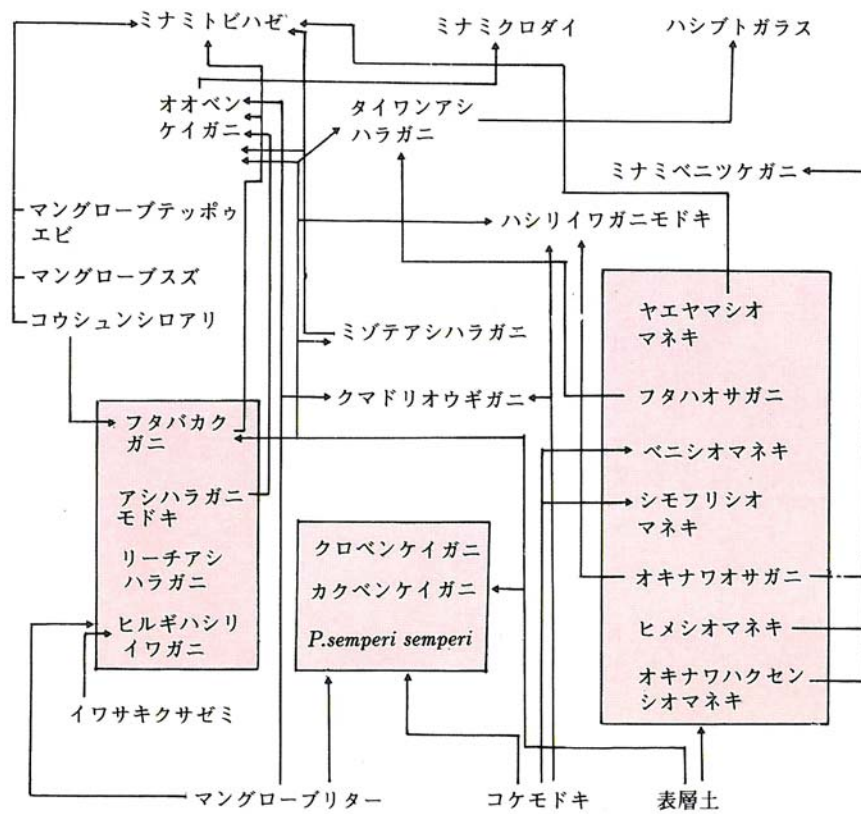 ミナミトビハゼ
ミナミクロダイ
ハシブトガラス
オオベン
ケイガニ
タイワンアシ
ハラガニ
ミナミベニツケガニ
マングローブテッポゥ
エビ
ハシリイワガニモドキ
マングローブスズ
コウシュンシロアリ
ミゾテアシハラガニ
ヤエヤマシオ
マネキ
クマドリオウギガニ
フタハオサガニ
フタバカク
ガニ
ベニシオマネキ
アシハラガニ
モドキ
シモフリシオ
マネキ
リーチアシ
ハラガニ
クロベンケイガニ
カクベンケイガニ
P.semperi semperi
オキナワオサガニ
ヒルギハシリ
イワガニ
ヒメシオマネキ
オキナワハクセン
シオマネキ
イワサキクサゼミ
マングローブリター
コケモドキ
表層土